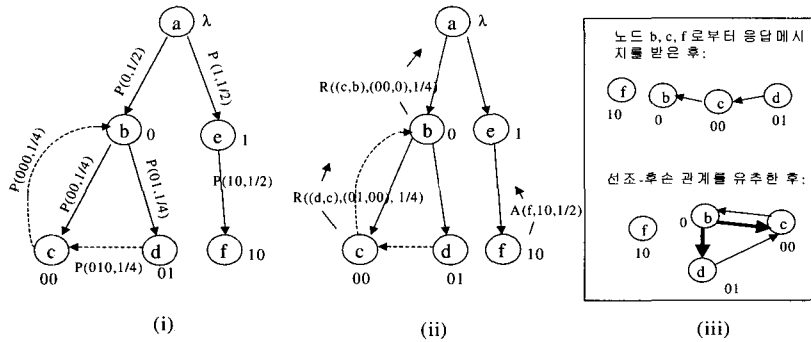 a λ
P(0,1/2)
P(1,1/2)
b 0
e 1
P(000,1/4)
P(00,1/4)
P(01,1/4)
P(10,1/2)
c
d
f
P(010,1/4)
00
01
10
(i)
a λ
R((c,b),(00,0),1/4)
b 0
e 1
R((d,c),(01,00), 1/4)
A(f,10,1/2)
c
d
f
10
00
01
(ii)
노드 b, c, f 로부터 응답메시
지를 받은 후:
f
b
c
d
10
0
00
01
선조-후손 관계를 유추한 후:
f
0
b
c
10
00
d
01
(iii)